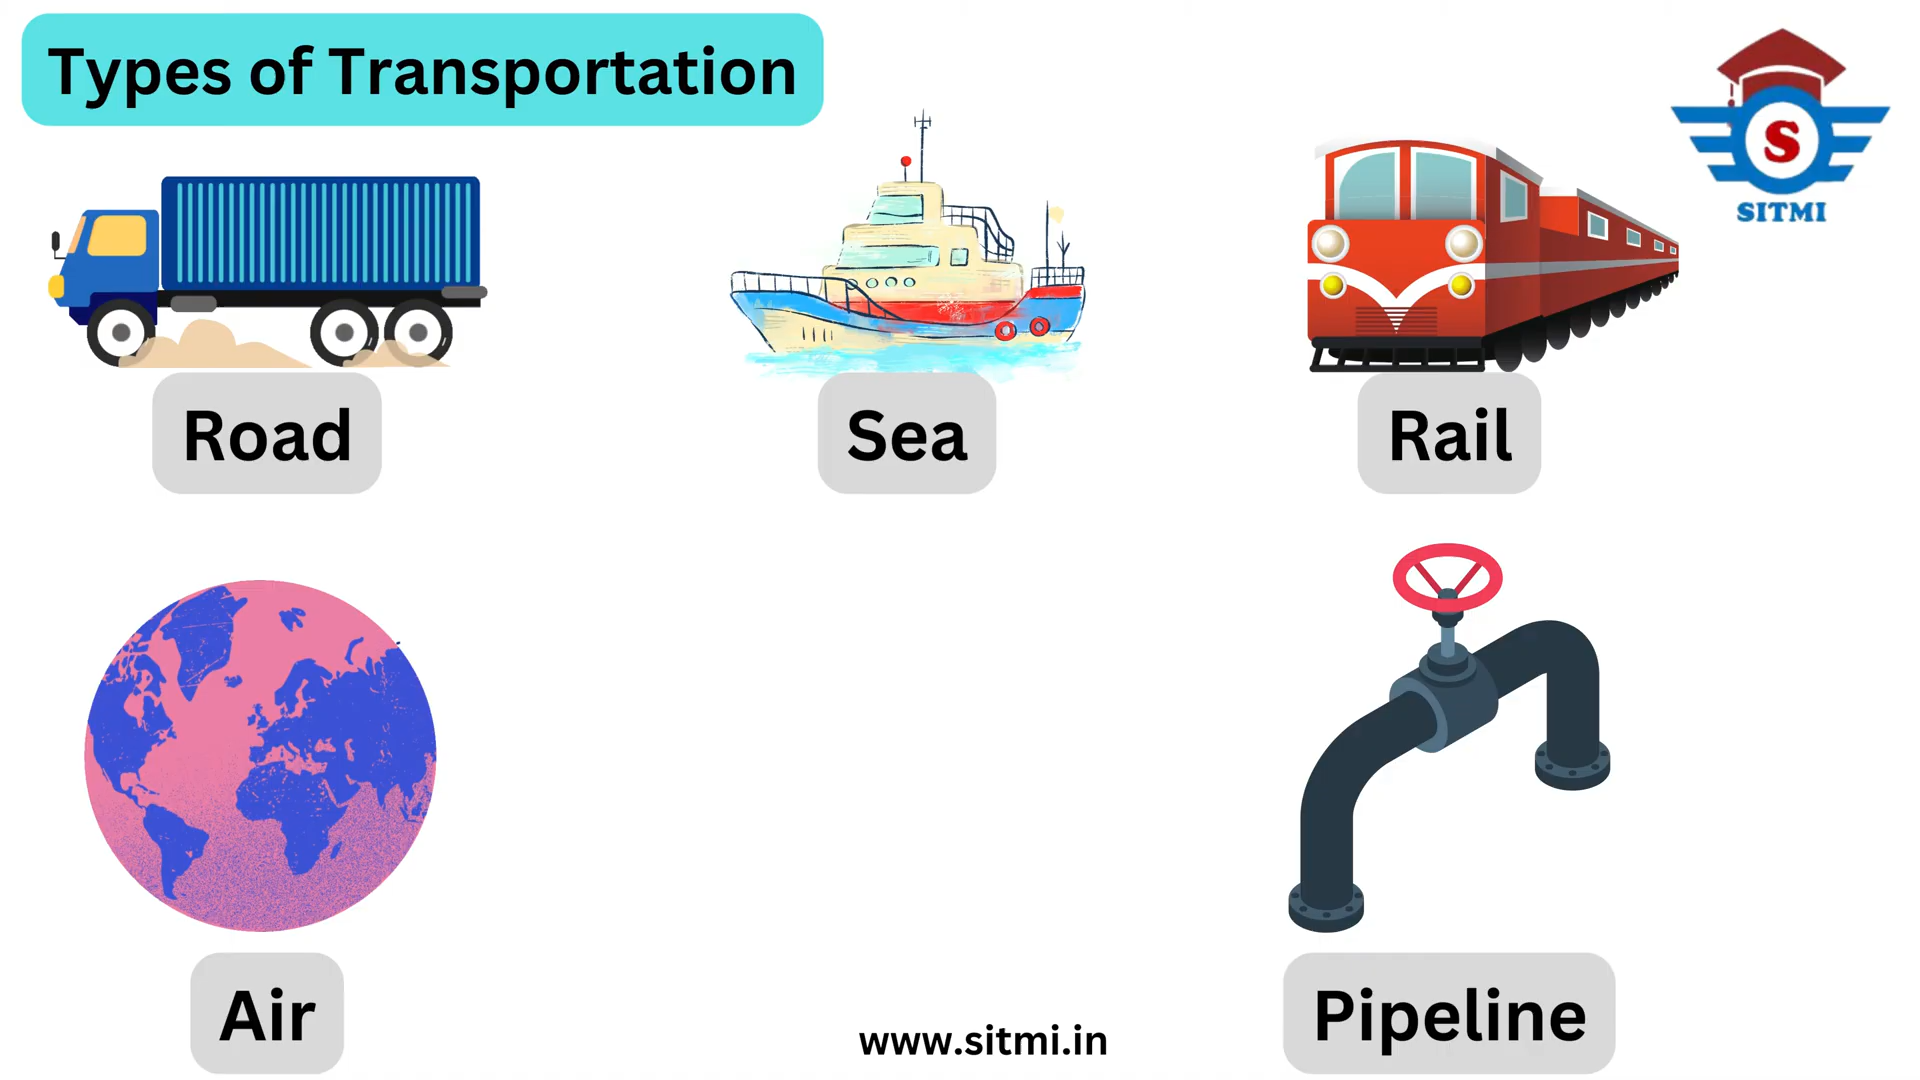 Types of Transportation
S
SITMI
Road
Sea
Rail
Air
Pipeline
www.sitmi.in